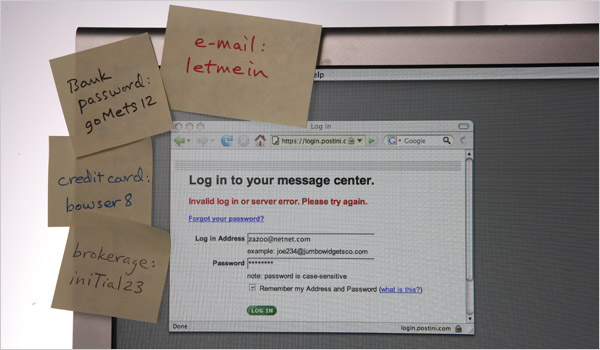 e-mail:
letmein
Bank
password:
goMets12
credit card:
bowser8
brokerage:
iniTial23
elp
Log in
https://login.postini.c
Google
Log in to your message center.
Invalid log in or server error. Please try again.
Forgot your password?
Log in Address zazoo@netnet.com
example: joe234@jumbowidgetsco.com
Password ********
note: password is case-sensitive
Remember my Address and Password (what is this?)
LOG IN
Done login.postini.com